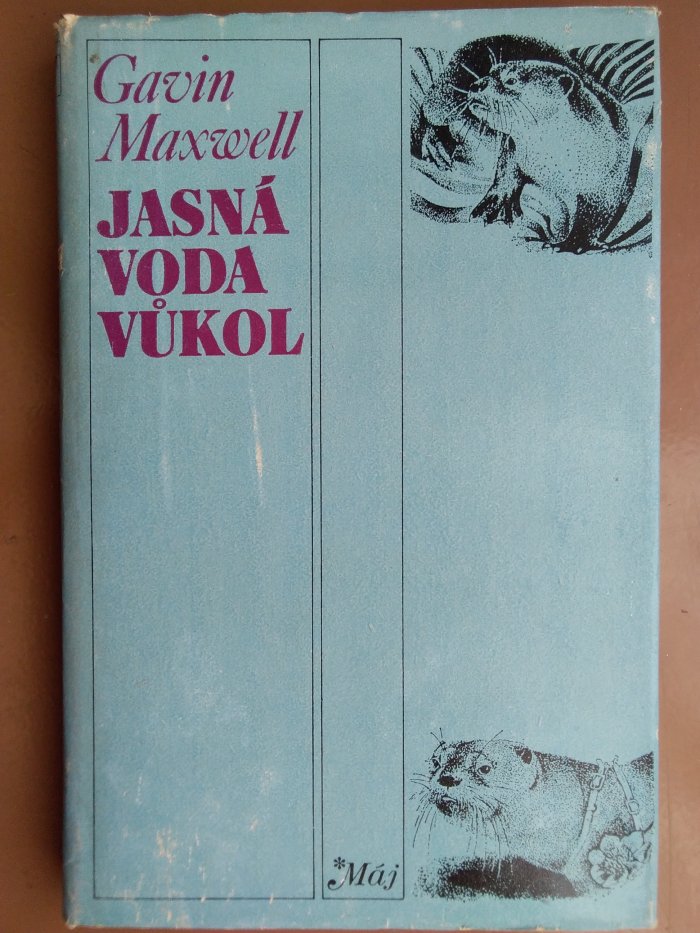 Gavin
Maxwell
JASNÁ
VODA
VŮKOL
*Máj